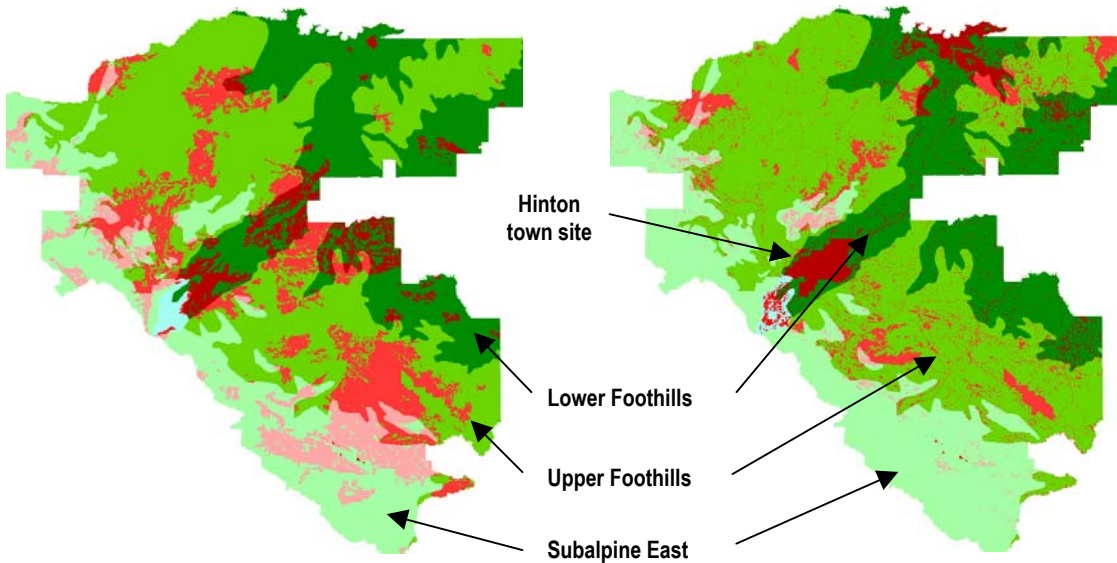 Hinton
town site
Lower Foothills
Upper Foothills
Subalpine East